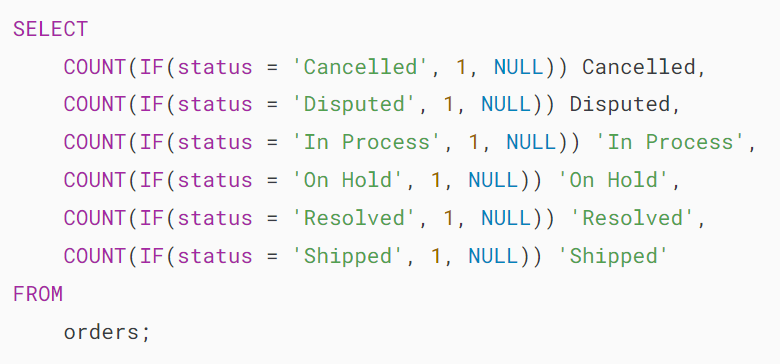 SELECT
    COUNT(IF(status = 'Cancelled', 1, NULL)) Cancelled,
    COUNT(IF(status = 'Disputed', 1, NULL)) Disputed,
    COUNT(IF(status = 'In Process', 1, NULL)) 'In Process',
    COUNT(IF(status = 'On Hold', 1, NULL)) 'On Hold',
    COUNT(IF(status = 'Resolved', 1, NULL)) 'Resolved',
    COUNT(IF(status = 'Shipped', 1, NULL)) 'Shipped'
FROM
    orders;